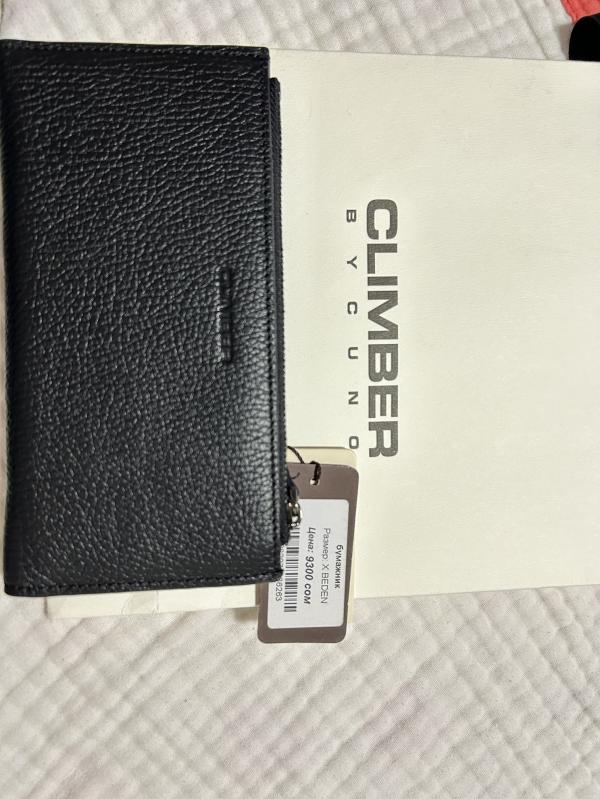 CLIMBER
BY CUNO
бумажник
Размер: X BEDEN
Цена: 9300 сом